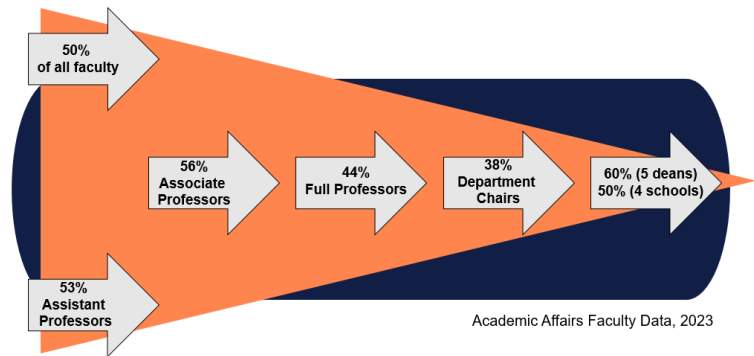 50%
of all faculty
56%
Associate
Professors
44%
Full Professors
38%
Department
Chairs
60% (5 deans)
50% (4 schools)
53%
Assistant
Professors
Academic Affairs Faculty Data, 2023